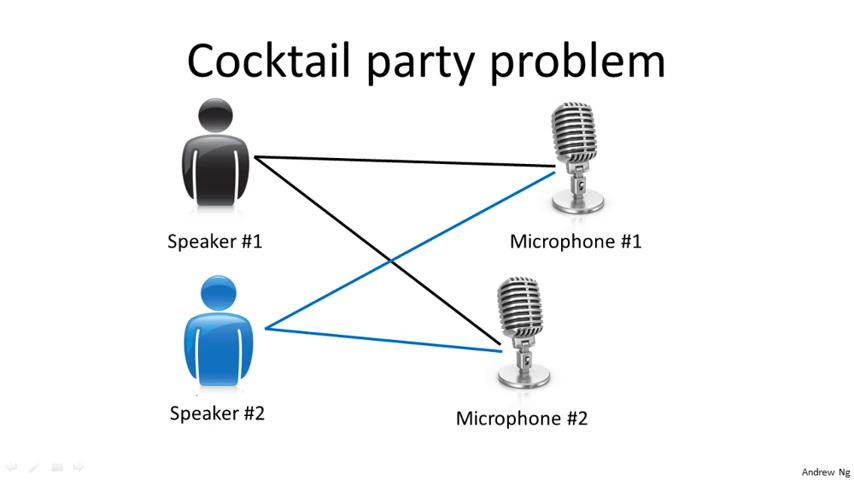 Cocktail party problem
Speaker #1
Microphone #1
Speaker #2
Microphone #2
Andrew Ng